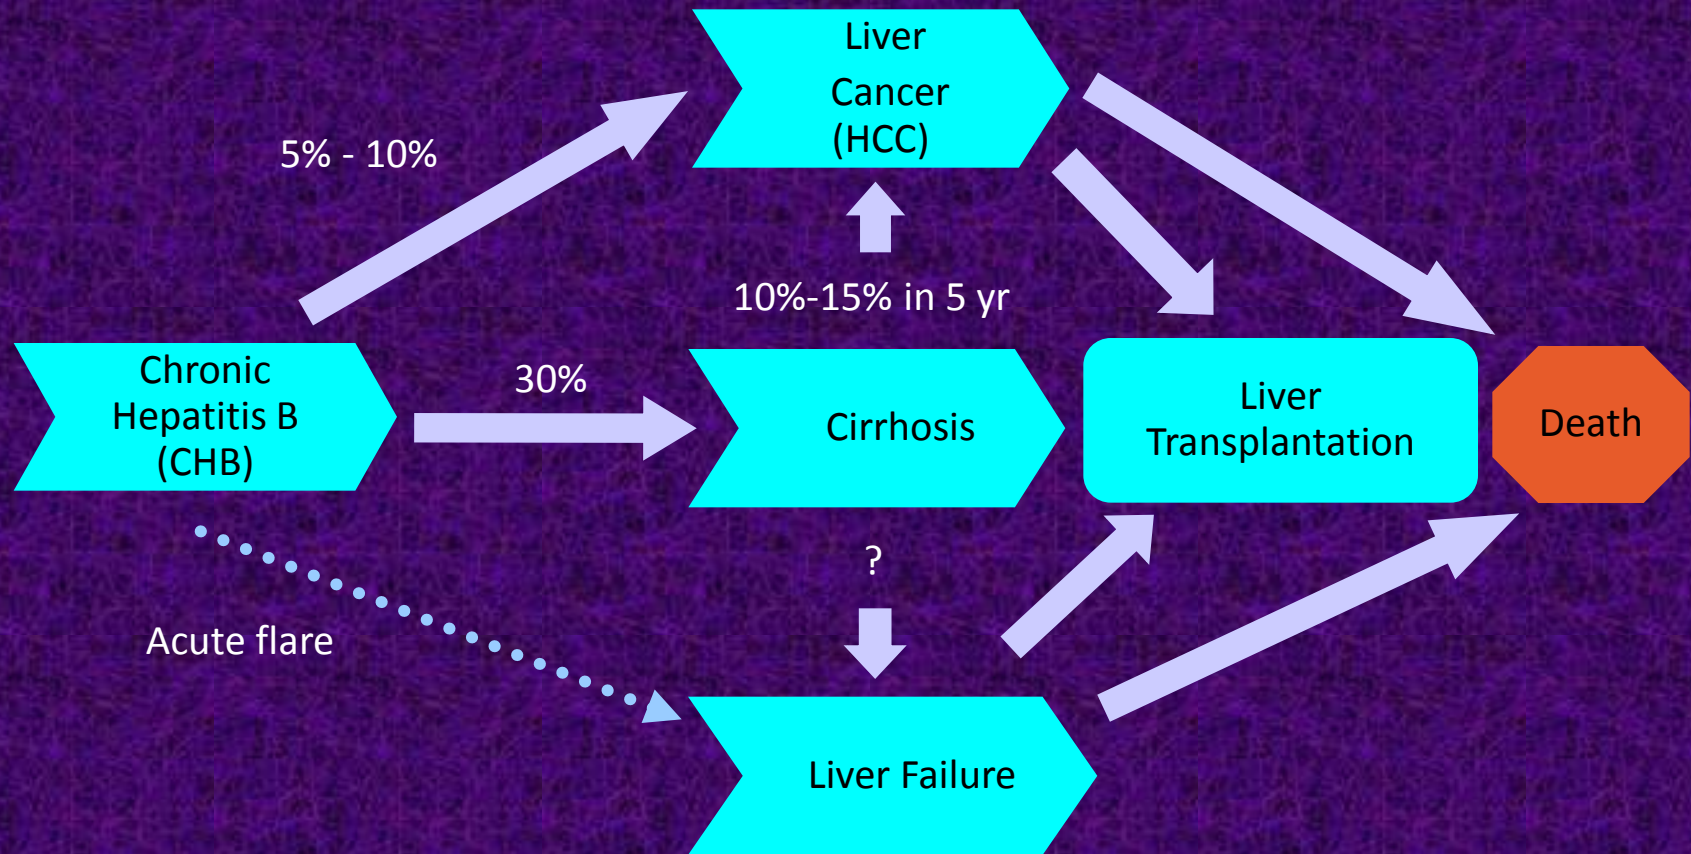 Liver
Cancer
(HCC)
5% - 10%
10%-15% in 5 yr
Chronic
Hepatitis B
(CHB)
30%
Cirrhosis
Liver
Transplantation
Death
?
Acute flare
Liver Failure